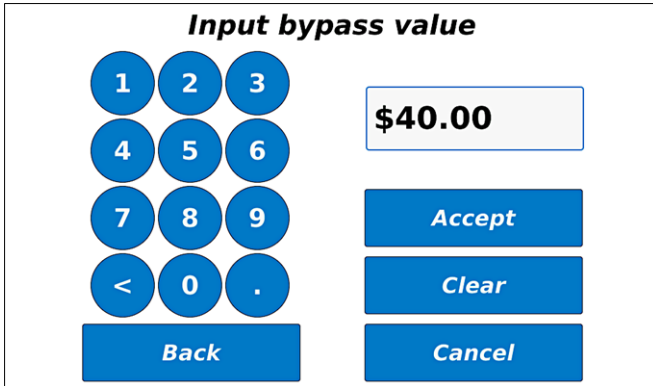 Input bypass value
1 2 3
$40.00
4 5 6
7 8 9
Accept
< 0 .
Clear
Back
Cancel